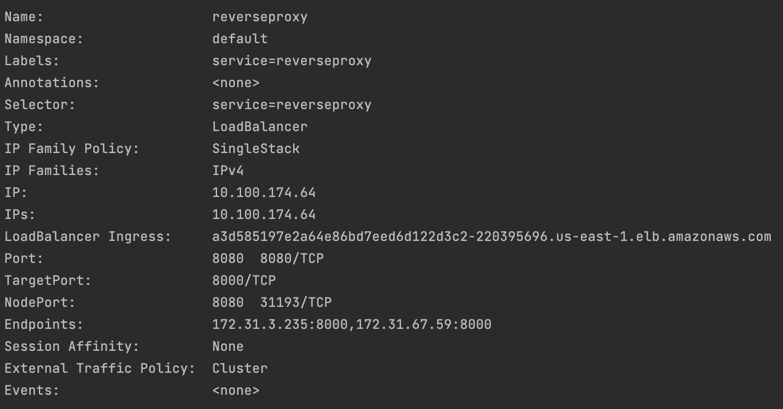 Name:                     reverseproxy
Namespace:                default
Labels:                   service=reverseproxy
Annotations:              <none>
Selector:                 service=reverseproxy
Type:                     LoadBalancer
IP Family Policy:         SingleStack
IP Families:              IPv4
IP:                       10.100.174.64
IPs:                      10.100.174.64
LoadBalancer Ingress:     a3d585197e2a64e86bd7eed6d122d3c2-220395696.us-east-1.elb.amazonaws.com
Port:                     8080  8080/TCP
TargetPort:               8000/TCP
NodePort:                 8080  31193/TCP
Endpoints:                172.31.3.235:8000,172.31.67.59:8000
Session Affinity:         None
External Traffic Policy:  Cluster
Events:                   <none>